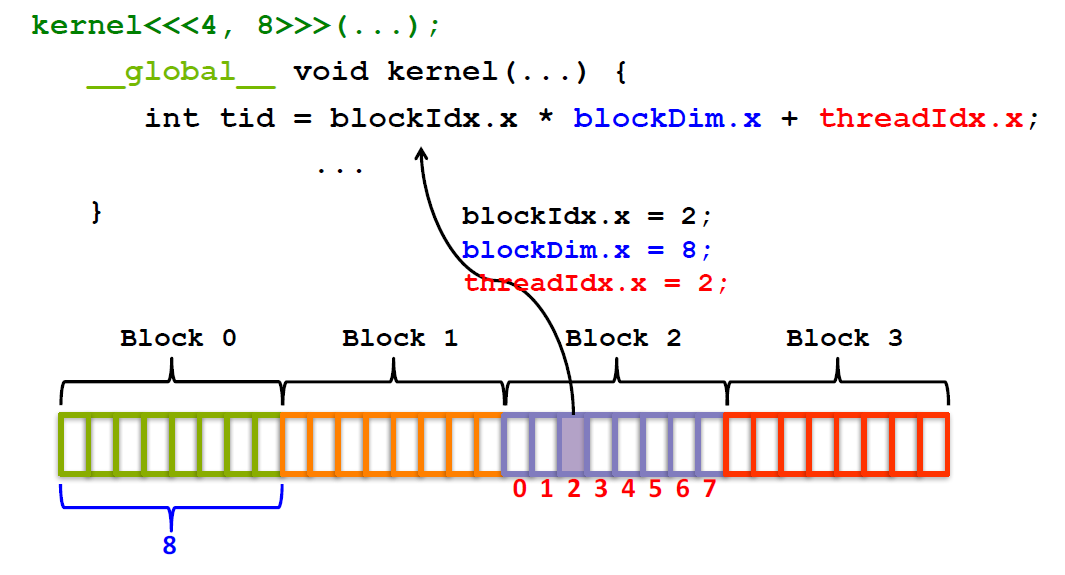 kernel<<<4, 8>>>(...);
__global__ void kernel(...) {
int tid = blockIdx.x * blockDim.x + threadIdx.x;
...
}
blockIdx.x = 2;
blockDim.x = 8;
threadIdx.x = 2;
Block 0 Block 1 Block 2 Block 3
0 1 2 3 4 5 6 7
8